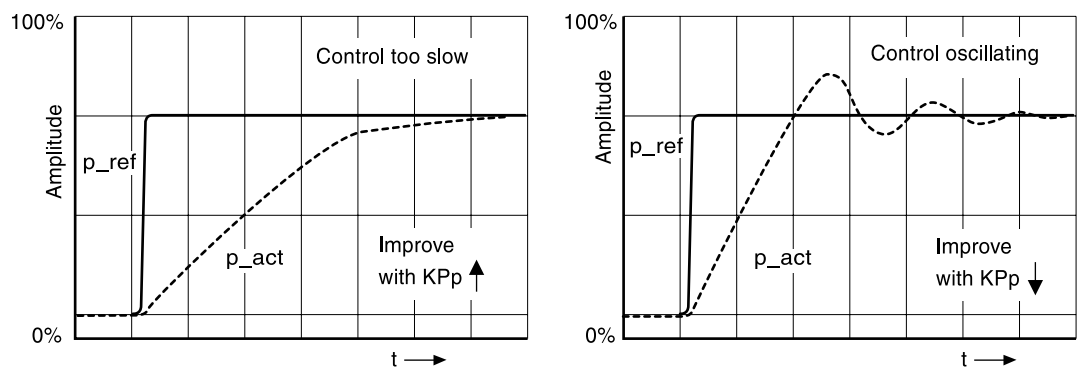 100%
Control too slow
Amplitude
p_ref
p_act
Improve
with KPp ↑
0%
t →
100%
Control oscillating
Amplitude
p_ref
p_act
Improve
with KPp ↓
0%
t →